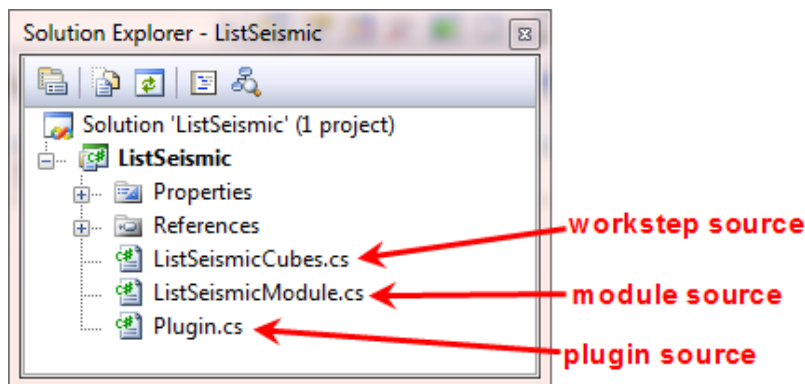 Solution Explorer - ListSeismic
Solution 'ListSeismic' (1 project)
ListSeismic
Properties
References
ListSeismicCubes.cs
workstep source
ListSeismicModule.cs
module source
Plugin.cs
plugin source